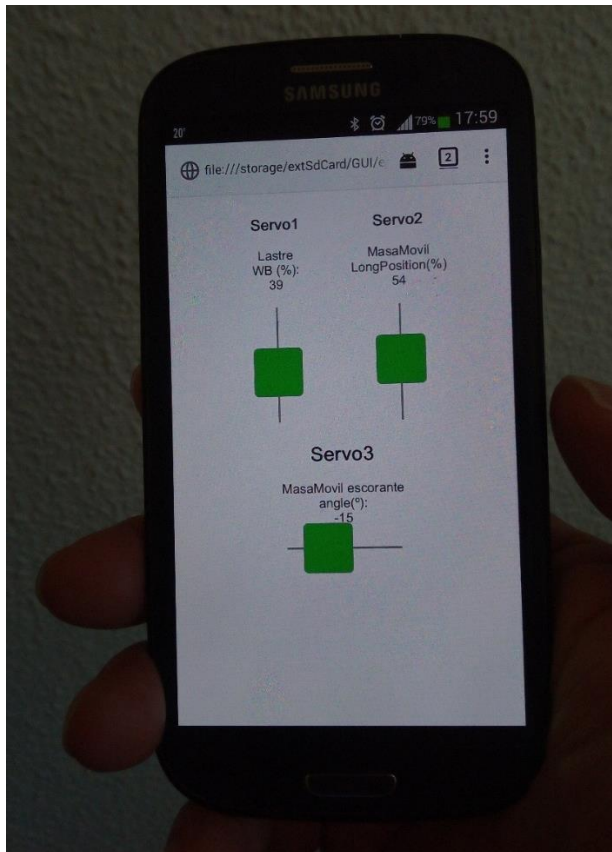 SAMSUNG
20' 79% 17:59
file:///storage/extSdCard/GUI/e 2
Servo1 Servo2
Lastre
WB (%):
39
MasaMovil
LongPosition(%)
54
Servo3
MasaMovil escorante
angle(º):
-15